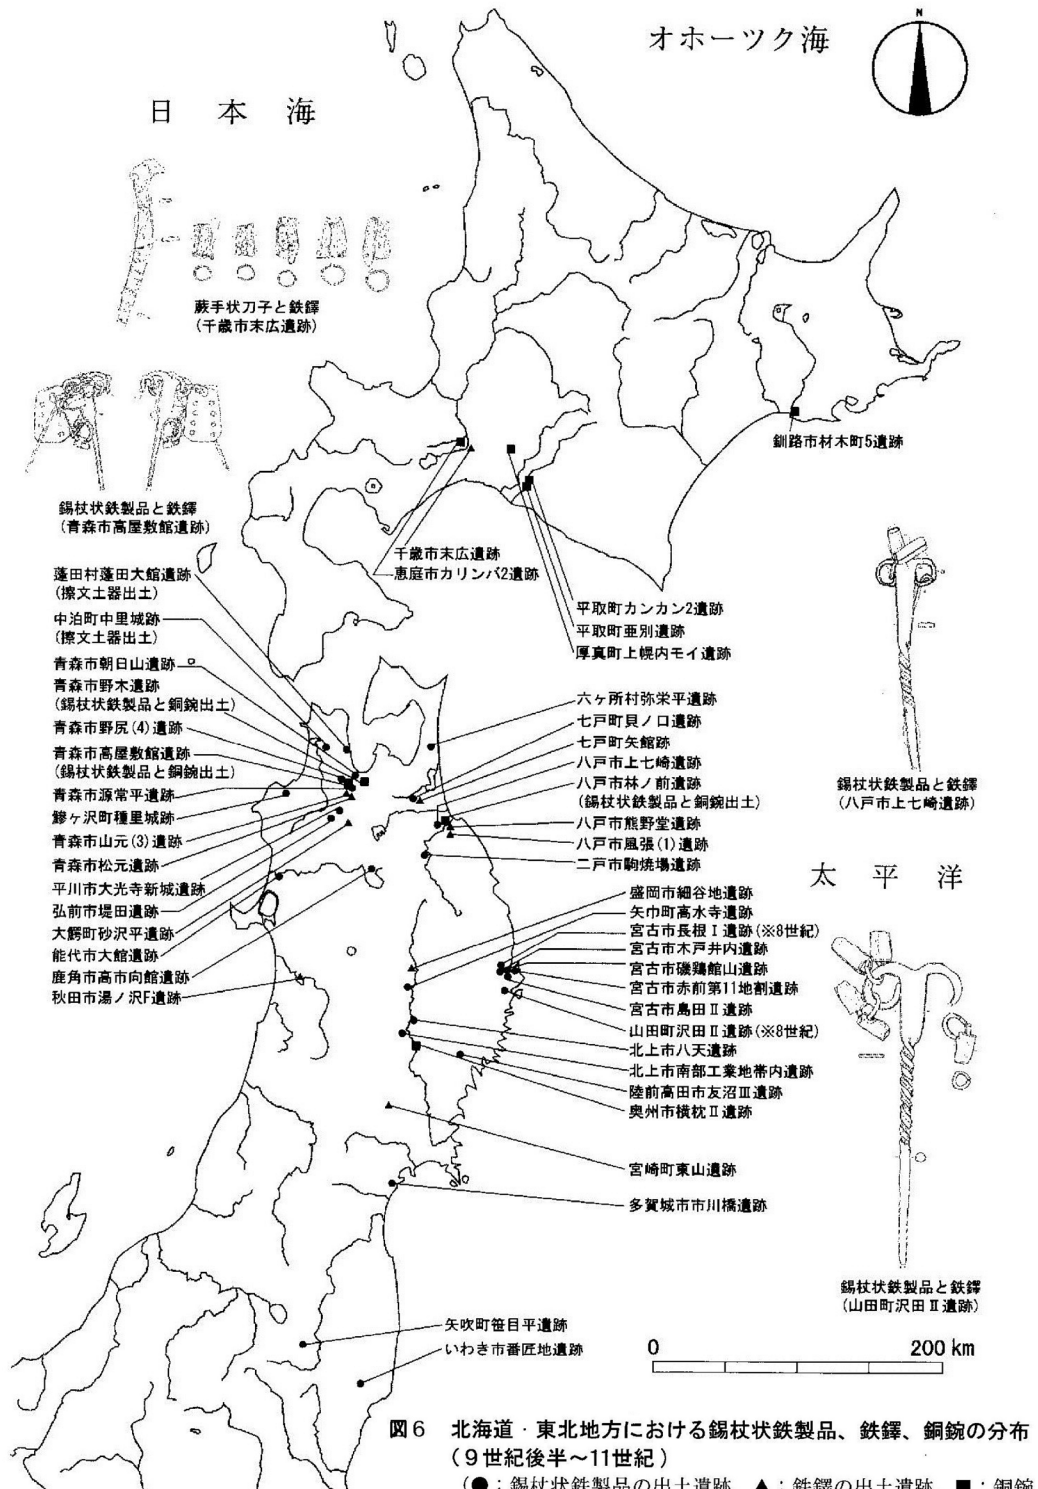 オホーツク海
N
日本海
蕨手状刀子と鉄鐸
(千歳市末広遺跡)
錫杖状鉄製品と鉄鐸
(青森市高屋敷館遺跡)
釧路市材木町5遺跡
千歳市末広遺跡
恵庭市カリンバ2遺跡
平取町カンカン2遺跡
平取町亜別遺跡
厚真町上幌内モイ遺跡
蓬田村蓬田大館遺跡
(擦文土器出土)
中泊町中里城跡
(擦文土器出土)
青森市朝日山遺跡
青森市野木遺跡
(錫杖状鉄製品と銅鋺出土)
青森市野尻(4)遺跡
青森市高屋敷館遺跡
(錫杖状鉄製品と銅鋺出土)
青森市源常平遺跡
鰺ヶ沢町種里城跡
青森市山元(3)遺跡
青森市松元遺跡
平川市大光寺新城遺跡
弘前市堤田遺跡
大鰐町砂沢平遺跡
能代市大館遺跡
鹿角市高市向館遺跡
秋田市湯ノ沢F遺跡
六ヶ所村弥栄平遺跡
七戸町貝ノ口遺跡
七戸町矢館跡
八戸市上七崎遺跡
八戸市林ノ前遺跡
(錫杖状鉄製品と銅鋺出土)
八戸市熊野堂遺跡
八戸市風張(1)遺跡
二戸市駒焼場遺跡
錫杖状鉄製品と鉄鐸
(八戸市上七崎遺跡)
太平洋
盛岡市細谷地遺跡
矢巾町高水寺遺跡
宮古市長根Ⅰ遺跡(※8世紀)
宮古市木戸井内遺跡
宮古市磯鶏館山遺跡
宮古市赤前第11地割遺跡
宮古市島田Ⅱ遺跡
山田町沢田Ⅱ遺跡(※8世紀)
北上市八天遺跡
北上市南部工業地帯内遺跡
陸前高田市友沼Ⅲ遺跡
奥州市横枕Ⅱ遺跡
宮崎町東山遺跡
多賀城市市川橋遺跡
錫杖状鉄製品と鉄鐸
(山田町沢田Ⅱ遺跡)
矢吹町笹目平遺跡
いわき市番匠地遺跡
0 200km
図6 北海道・東北地方における錫杖状鉄製品、鉄鐸、銅鋺の分布
(9世紀後半～11世紀)
(●:錫杖状鉄製品の出土遺跡 ▲:鉄鐸の出土遺跡 ■:銅鋺